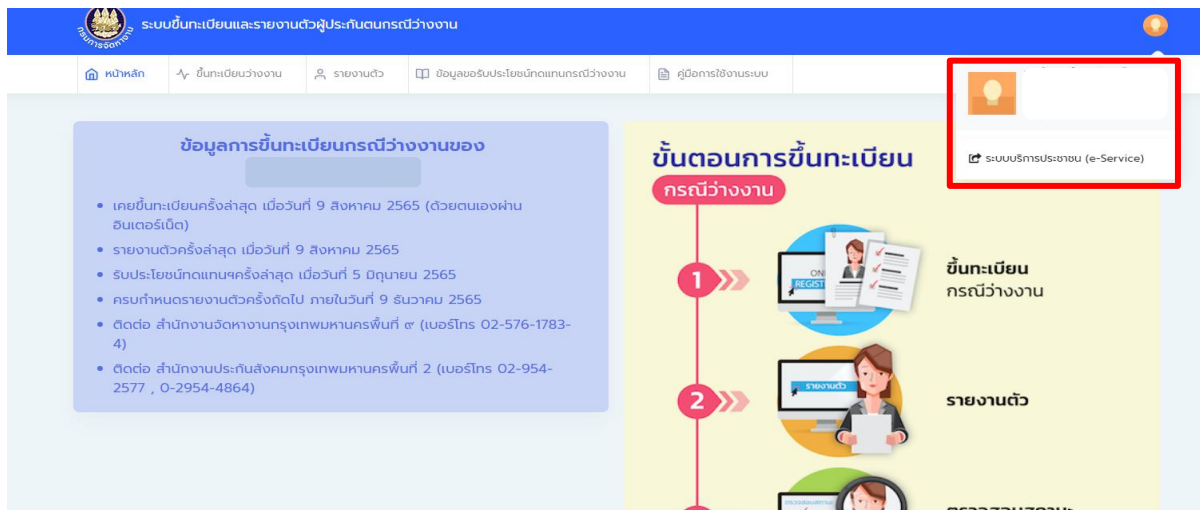 กรมการจัดหางาน
ระบบขึ้นทะเบียนและรายงานตัวผู้ประกันตนกรณีว่างงาน
หน้าหลัก
ขึ้นทะเบียนว่างงาน
รายงานตัว
ข้อมูลขอรับประโยชน์ทดแทนกรณีว่างงาน
คู่มือการใช้งานระบบ
ระบบบริการประชาชน (e-Service)
ข้อมูลการขึ้นทะเบียนกรณีว่างงานของ
• เคยขึ้นทะเบียนครั้งล่าสุด เมื่อวันที่ 9 สิงหาคม 2565 (ด้วยตนเองผ่าน
อินเตอร์เน็ต)
• รายงานตัวครั้งล่าสุด เมื่อวันที่ 9 สิงหาคม 2565
• รับประโยชน์ทดแทนฯครั้งล่าสุด เมื่อวันที่ 5 มิถุนายน 2565
• ครบกำหนดรายงานตัวครั้งถัดไป ภายในวันที่ 9 ธันวาคม 2565
• ติดต่อ สำนักงานจัดหางานกรุงเทพมหานครพื้นที่ ๙ (เบอร์โทร 02-576-1783-
4)
• ติดต่อ สำนักงานประกันสังคมกรุงเทพมหานครพื้นที่ 2 (เบอร์โทร 02-954-
2577 , 0-2954-4864)
ขั้นตอนการขึ้นทะเบียน
กรณีว่างงาน
1
ขึ้นทะเบียน
กรณีว่างงาน
2
รายงานตัว
รายงานตัว